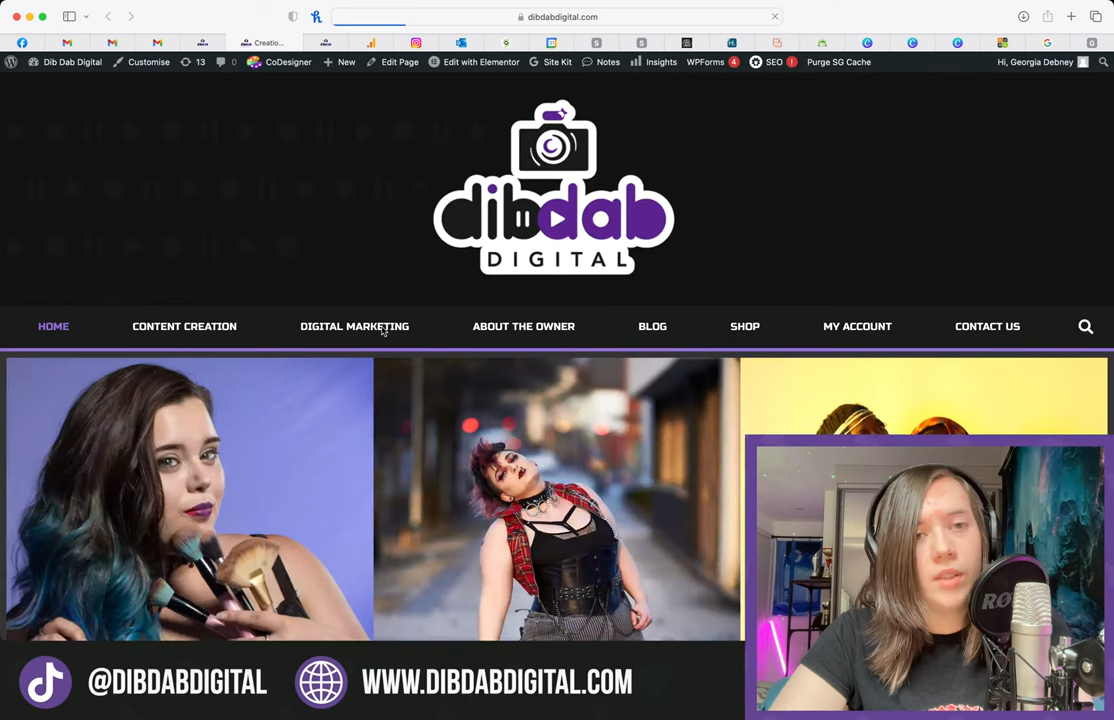 dibdabdigital.com
Creatio...
Dib Dab Digital Customise 13 0 CoDesigner New Edit Page Edit with Elementor Site Kit Notes Insights WPForms 4 SEO ! Purge SG Cache Hi, Georgia Debney
dibdab
DIGITAL
HOME CONTENT CREATION DIGITAL MARKETING ABOUT THE OWNER BLOG SHOP MY ACCOUNT CONTACT US
RØDE
@DIBDABDIGITAL WWW.DIBDABDIGITAL.COM